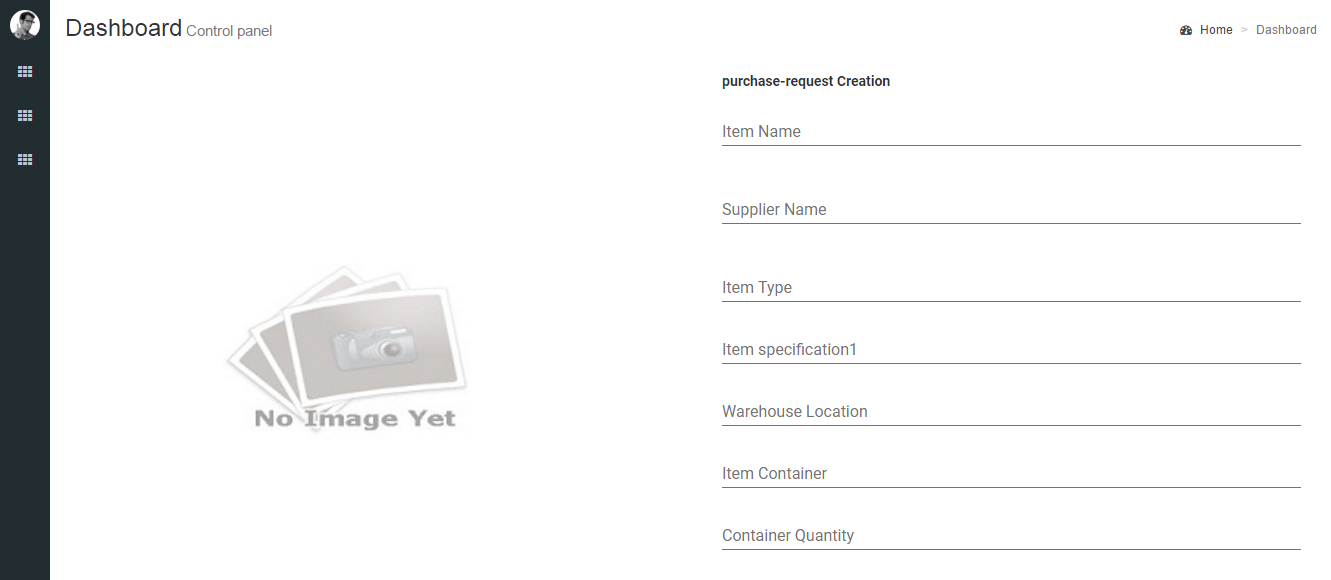 Dashboard Control panel
Home > Dashboard
purchase-request Creation
Item Name
Supplier Name
Item Type
Item specification1
Warehouse Location
Item Container
Container Quantity
No Image Yet